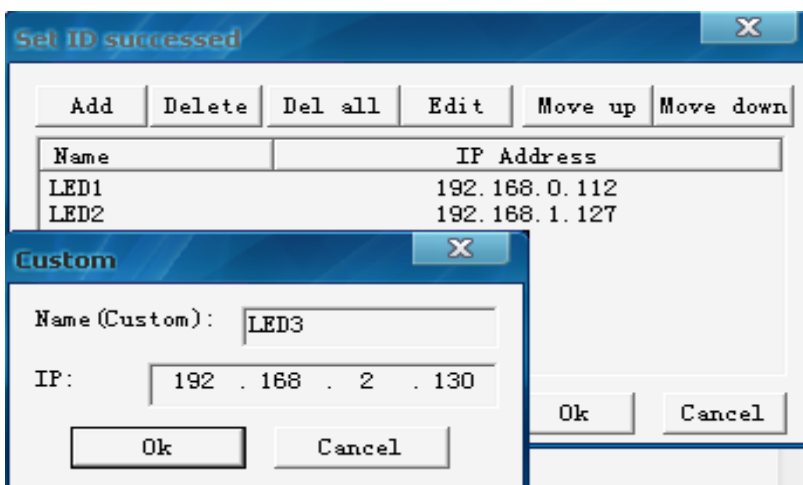 Set ID successed
Add Delete Del all Edit Move up Move down
Name IP Address
LED1 192.168.0.112
LED2 192.168.1.127
Custom
Name(Custom): LED3
IP: 192 . 168 . 2 . 130
Ok Cancel
Ok Cancel